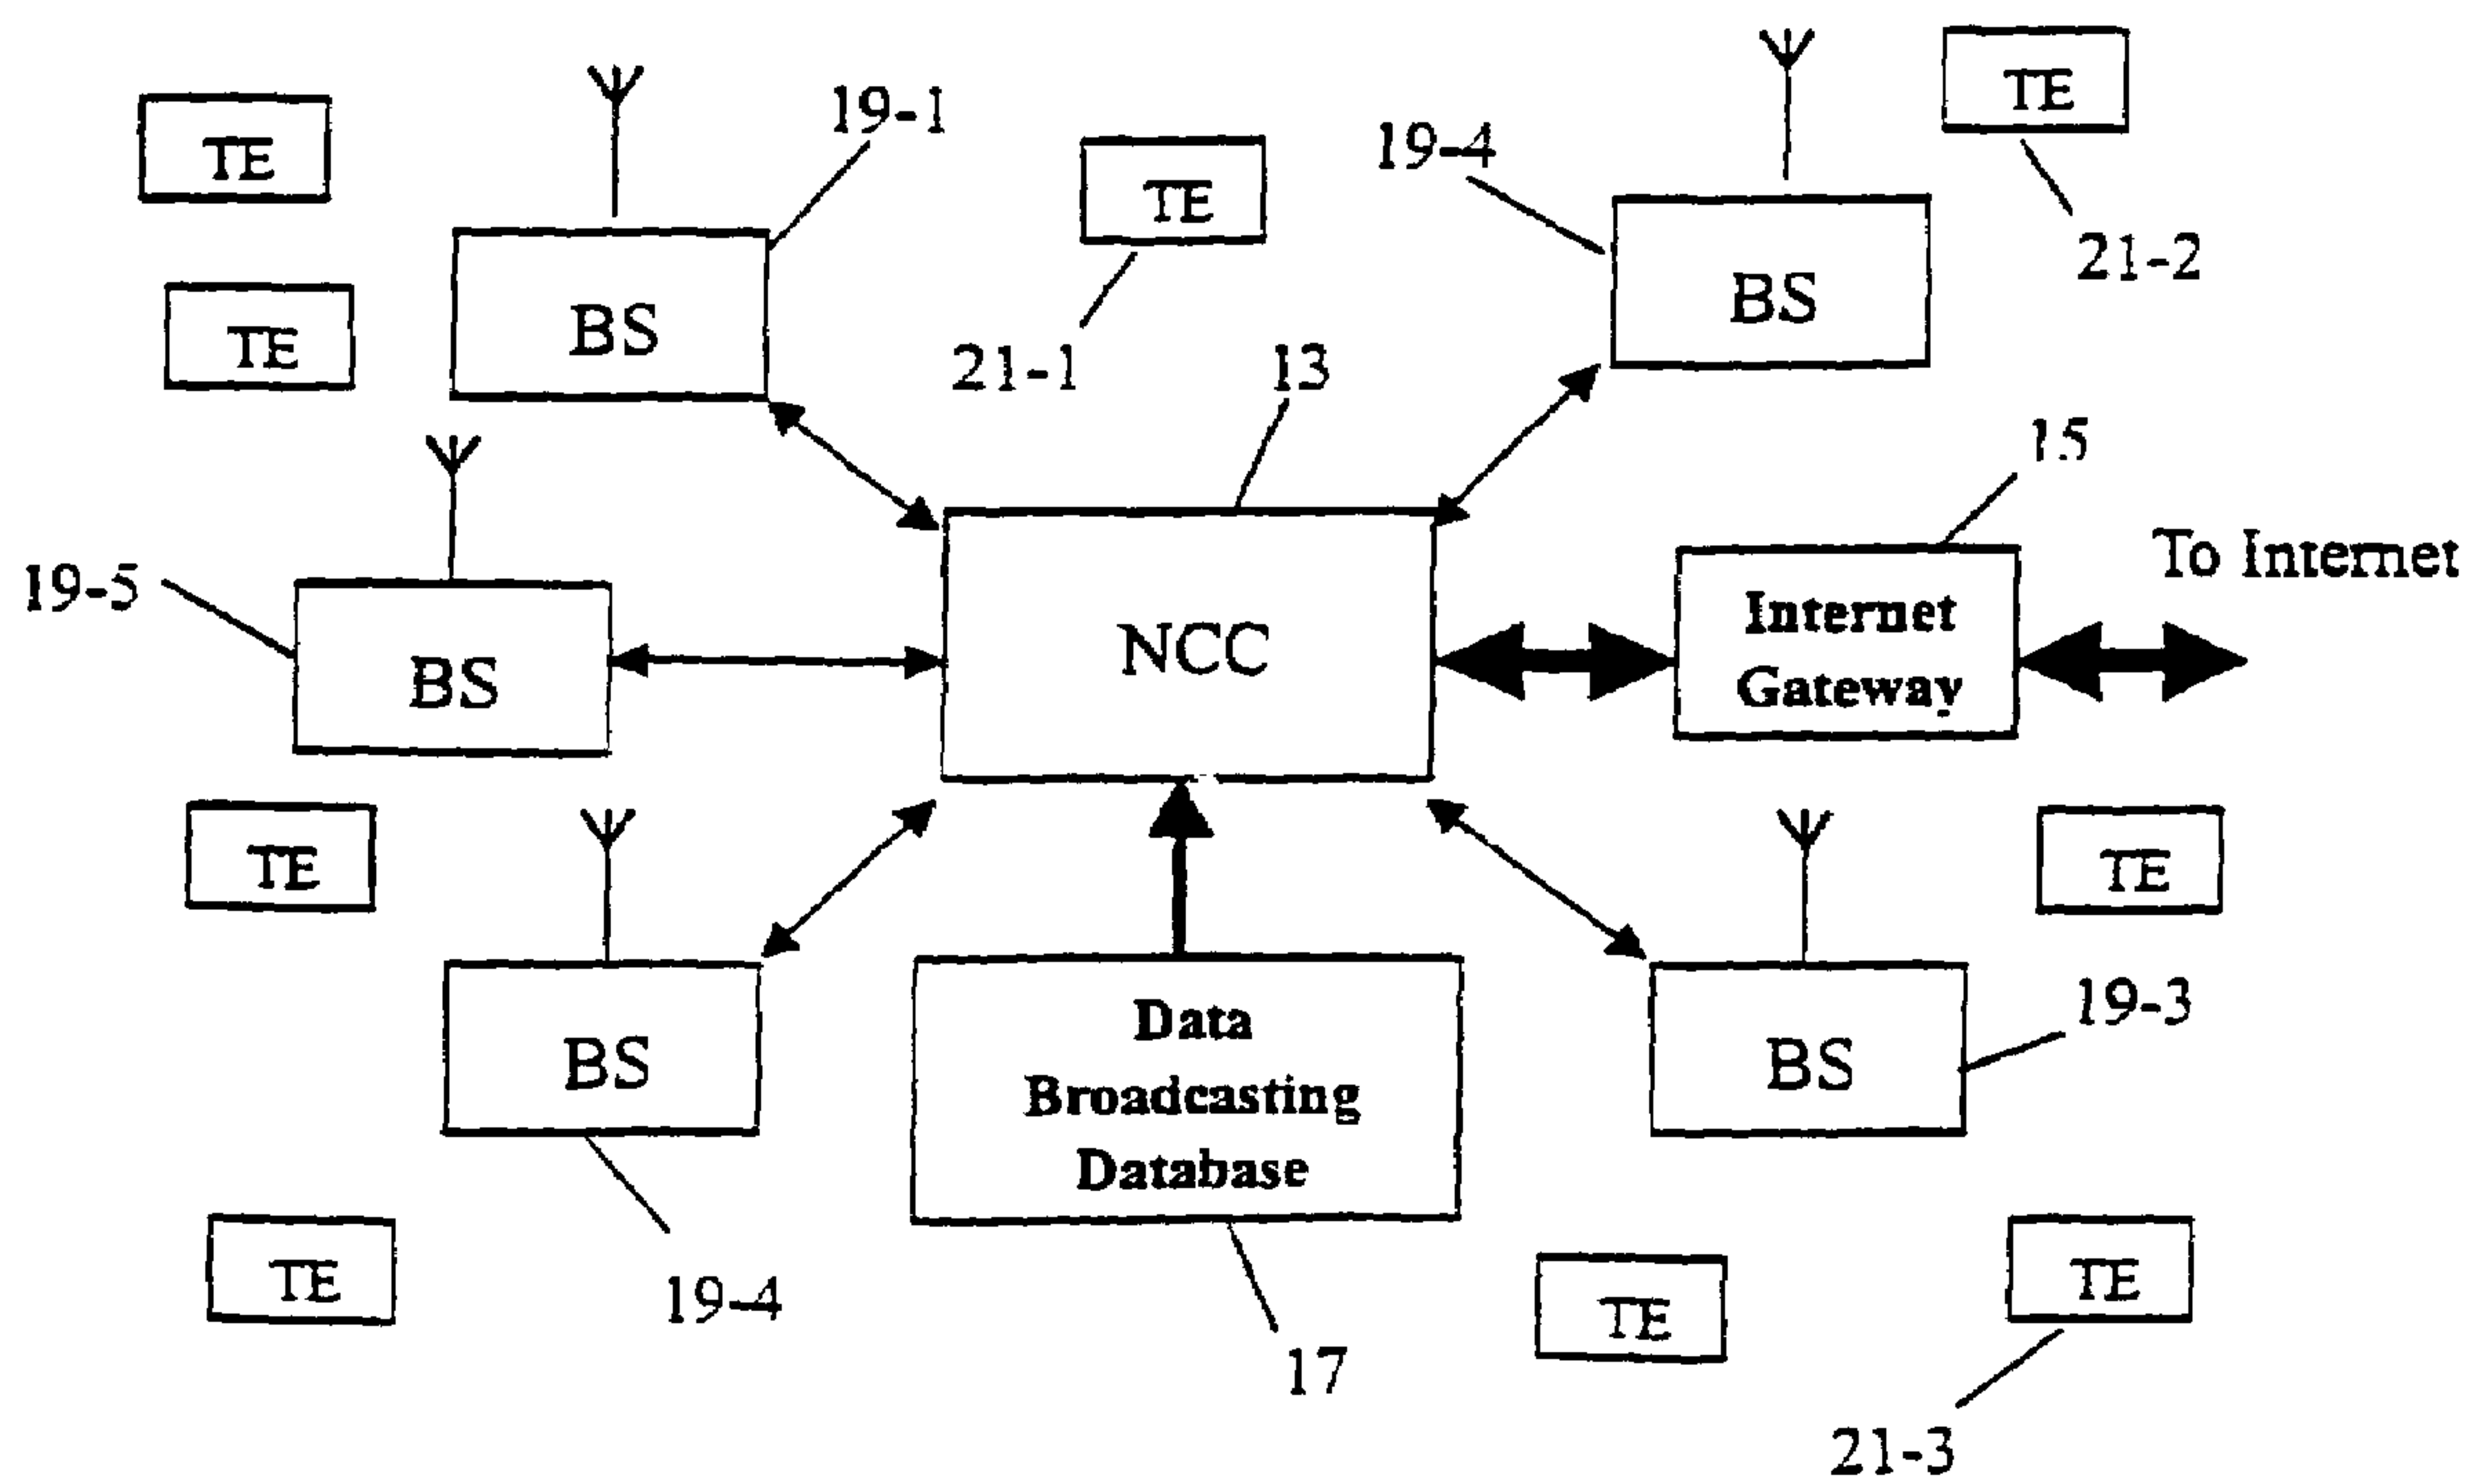 TE
19-1
TE
19-4
TE
21-2
BS
BS
TE
21-1
13
15
To Internet
19-5
BS
NCC
Internet
Gateway
TE
TE
BS
Data
Broadcasting
Database
BS
19-3
TE
19-4
17
TE
TE
21-3